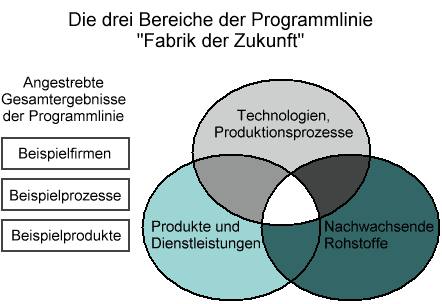 Die drei Bereiche der Programmlinie
"Fabrik der Zukunft"
Angestrebte
Gesamtergebnisse
der Programmlinie
Beispielfirmen
Beispielprozesse
Beispielprodukte
Technologien,
Produktionsprozesse
Produkte und
Dienstleistungen
Nachwachsende
Rohstoffe